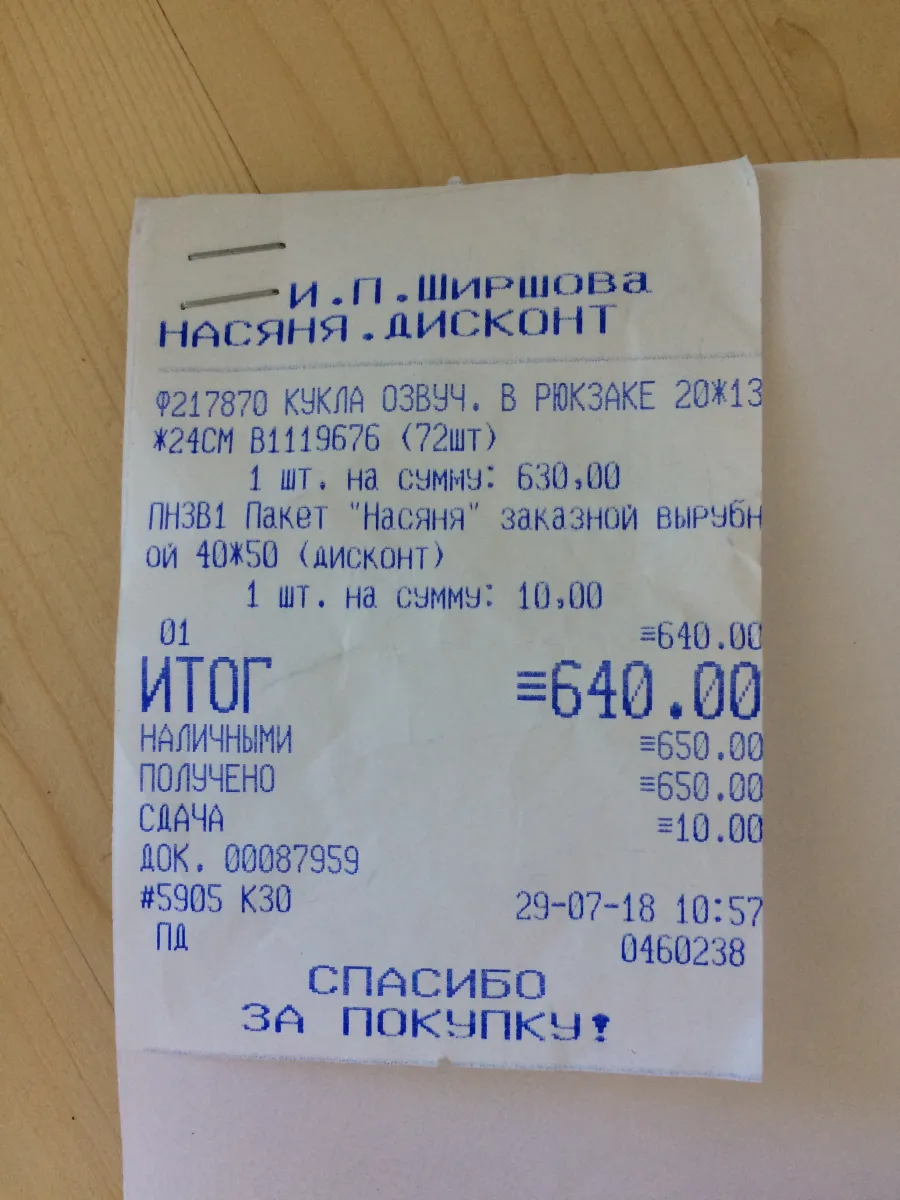 И.П.Ширшова
НАСЯНЯ.ДИСКОНТ
Ф217870 КУКЛА ОЗВУЧ. В РЮКЗАКЕ 20*13
*24СМ В1119676 (72шт)
1 шт. на сумму: 630,00
ПНЗВ1 Пакет "Насяня" заказной вырубн
ой 40*50 (дисконт)
1 шт. на сумму: 10,00
01 ≡640.00
ИТОГ ≡640.00
НАЛИЧНЫМИ ≡650.00
ПОЛУЧЕНО ≡650.00
СДАЧА ≡10.00
ДОК. 00087959
#5905 К30 29-07-18 10:57
ПД 0460238
СПАСИБО
ЗА ПОКУПКУ!